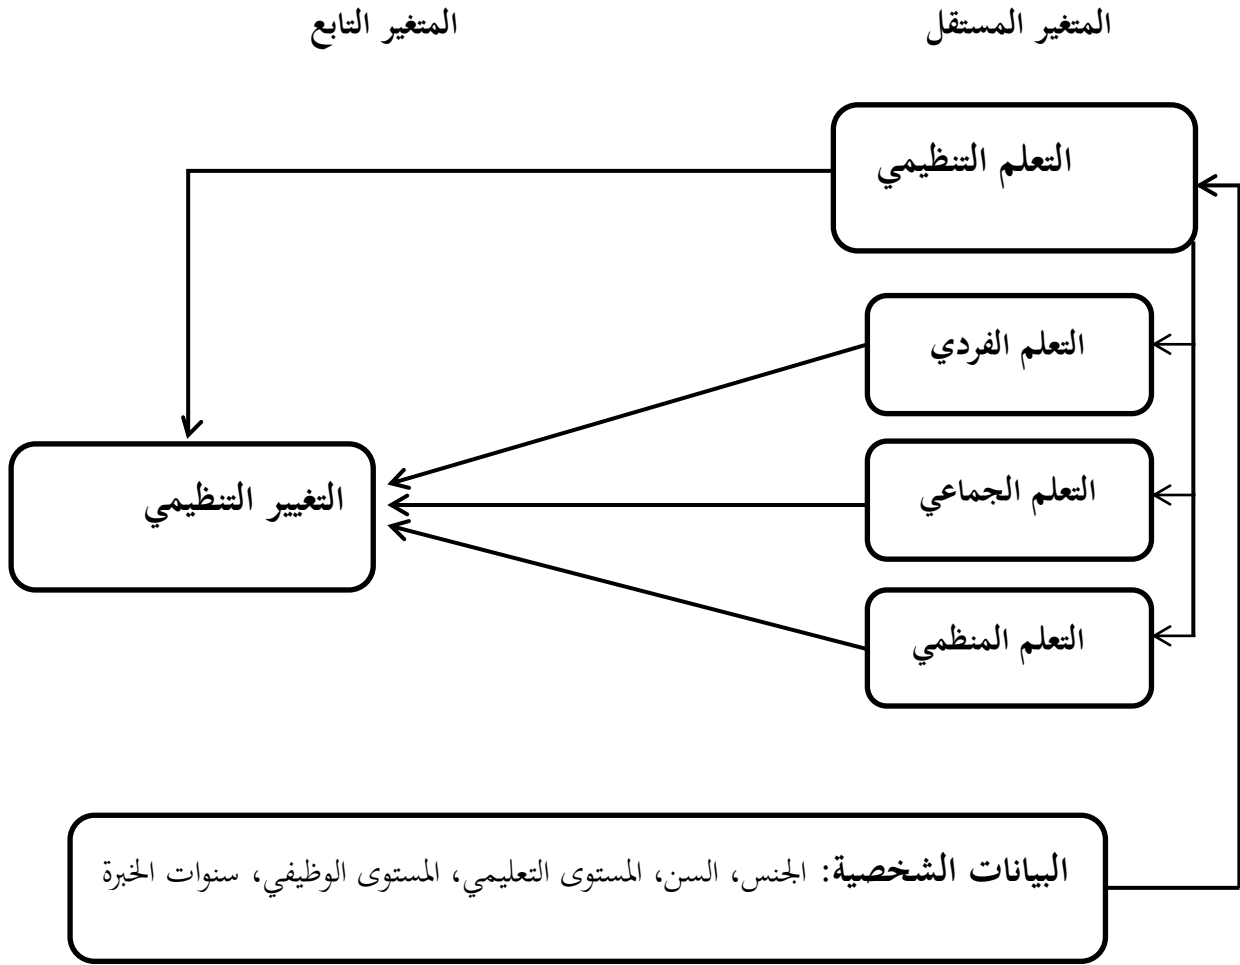 المتغير المستقل
المتغير التابع
التعلم التنظيمي
التعلم الفردي
التعلم الجماعي
التغيير التنظيمي
التعلم المنظمي
البيانات الشخصية: الجنس، السن، المستوى التعليمي، المستوى الوظيفي، سنوات الخبرة